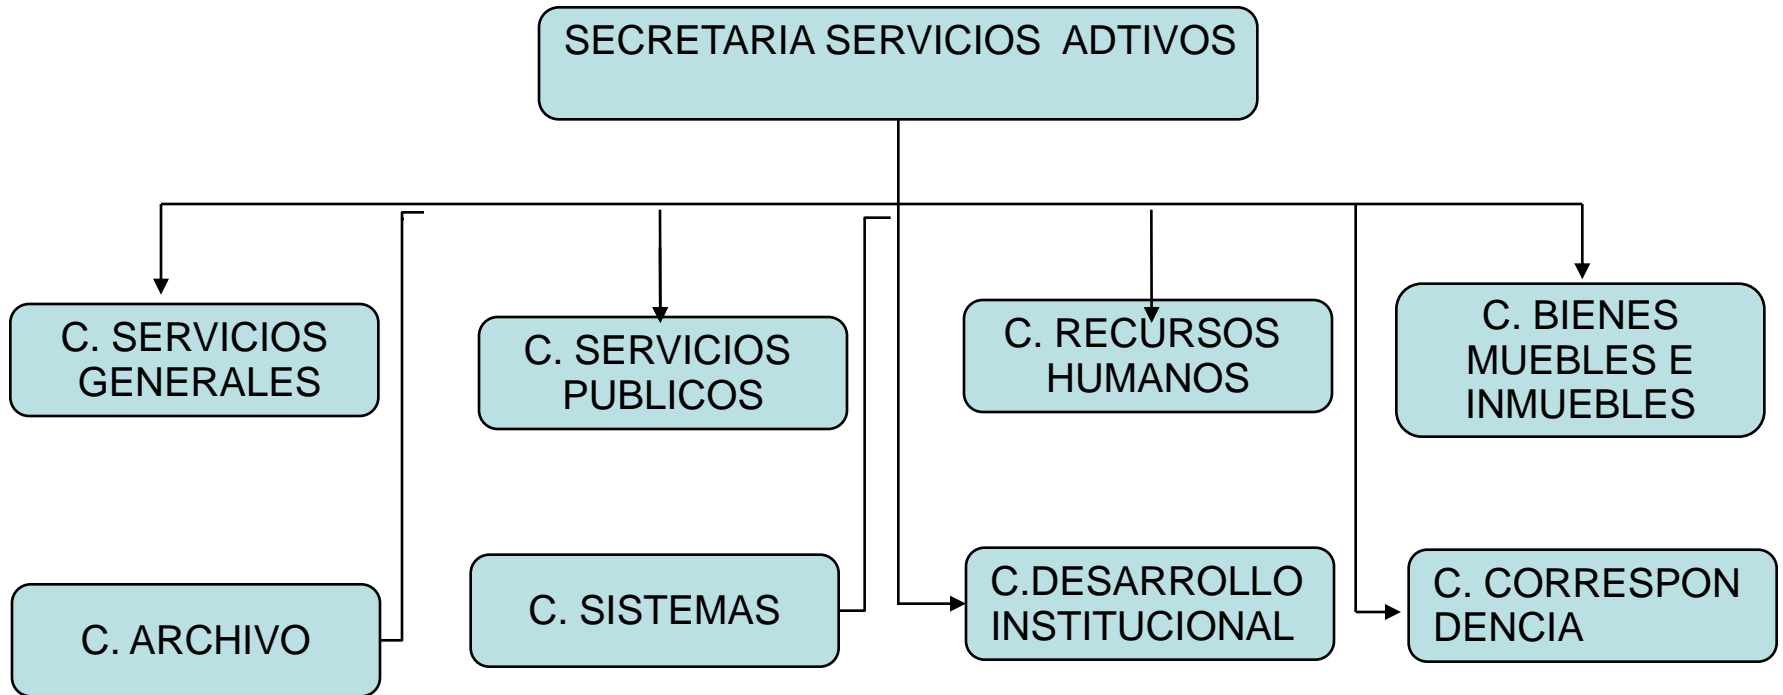 SECRETARIA SERVICIOS ADTIVOS
C. SERVICIOS
GENERALES
C. SERVICIOS
PUBLICOS
C. RECURSOS
HUMANOS
C. BIENES
MUEBLES E
INMUEBLES
C. ARCHIVO
C. SISTEMAS
C.DESARROLLO
INSTITUCIONAL
C. CORRESPON
DENCIA